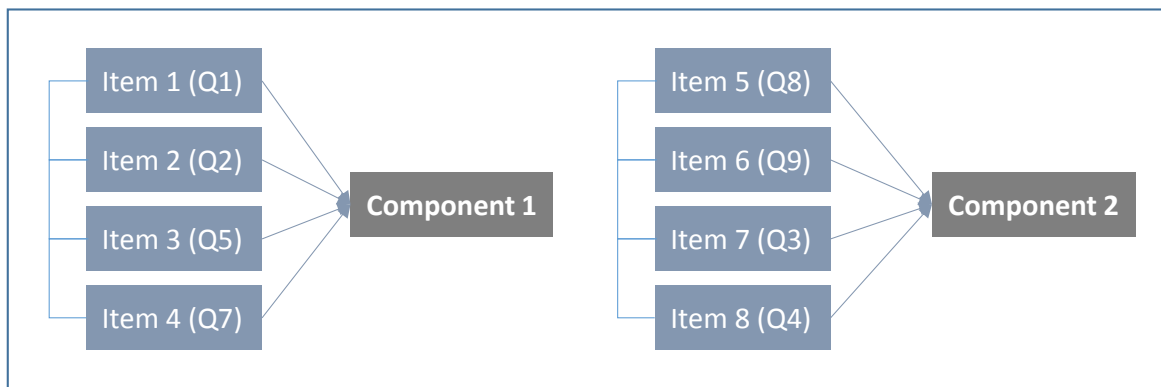 Item 1 (Q1)
Item 2 (Q2)
Item 3 (Q5)
Item 4 (Q7)
Component 1
Item 5 (Q8)
Item 6 (Q9)
Item 7 (Q3)
Item 8 (Q4)
Component 2